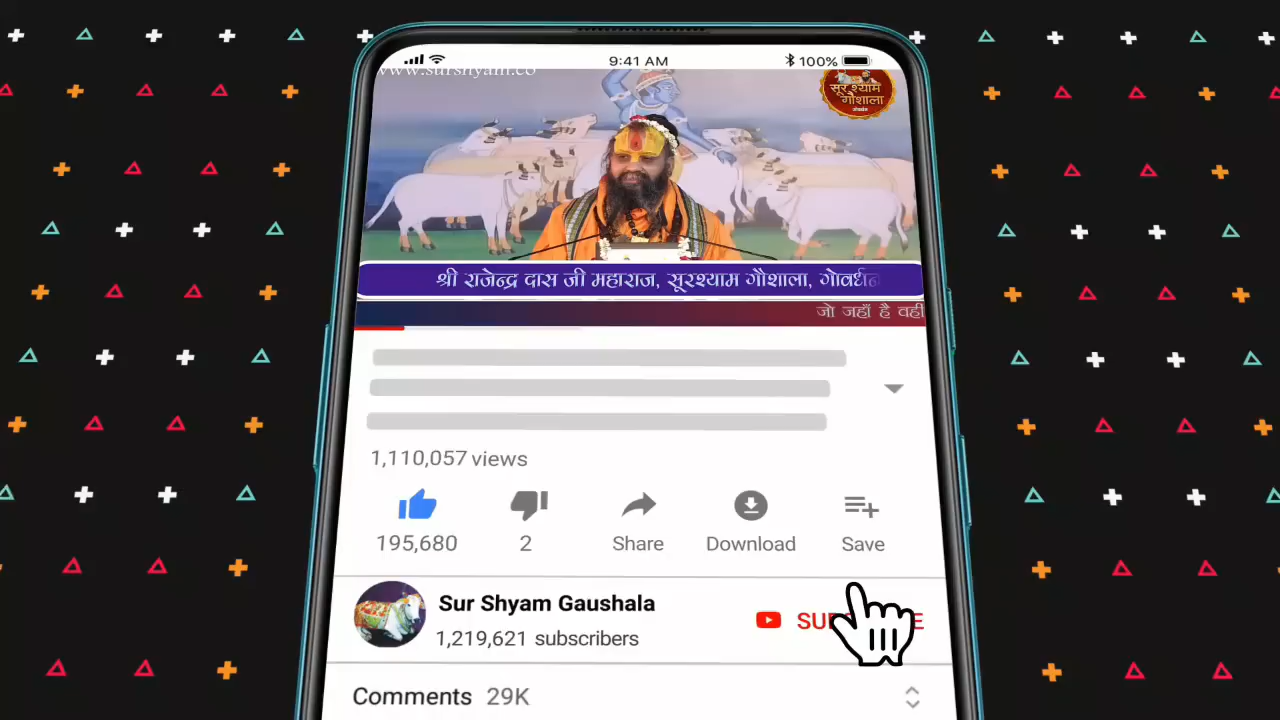 9:41 AM
100%
www.surshyam.co
सूर श्याम
गौशाला
श्री राजेन्द्र दास जी महाराज, सूरश्याम गौशाला, गोवर्धन
जो जहाँ है वहीं
1,110,057 views
195,680
2
Share
Download
Save
Sur Shyam Gaushala
1,219,621 subscribers
Comments 29K